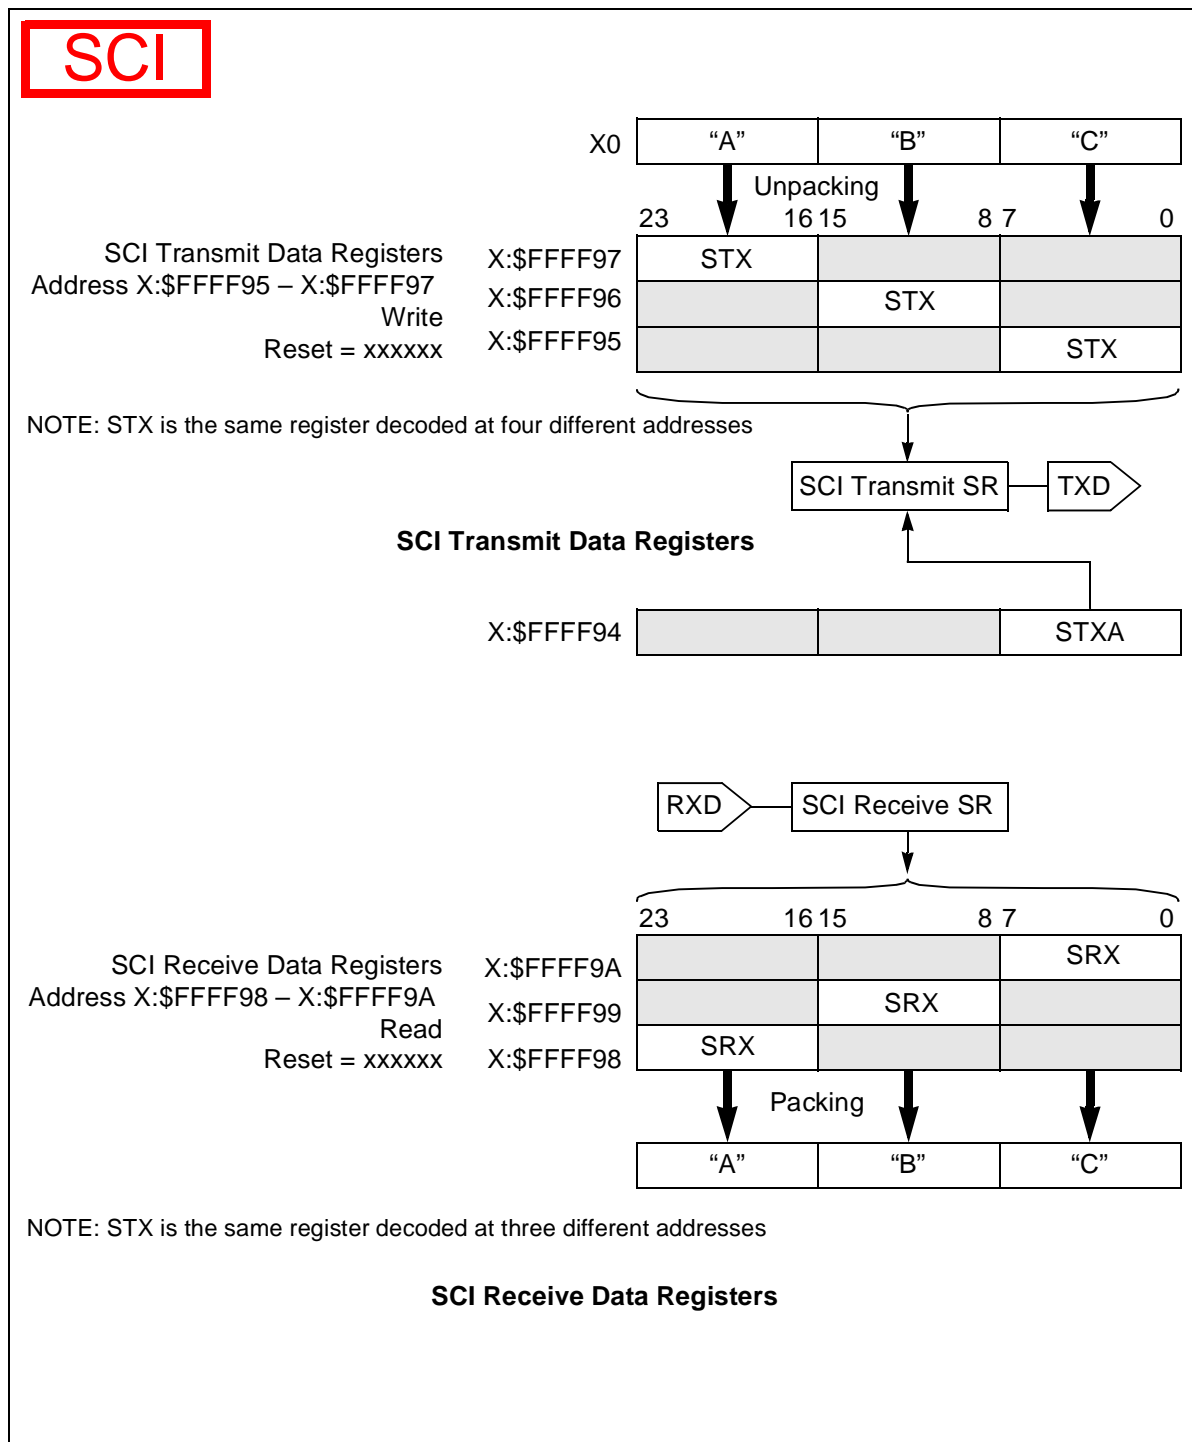 SCI
X0 “A” “B” “C”
Unpacking
23 16 15 8 7 0
SCI Transmit Data Registers
Address X:$FFFF95 – X:$FFFF97
Write
Reset = xxxxxx
X:$FFFF97 STX
X:$FFFF96 STX
X:$FFFF95 STX
NOTE: STX is the same register decoded at four different addresses
SCI Transmit SR TXD
SCI Transmit Data Registers
X:$FFFF94 STXA
RXD SCI Receive SR
23 16 15 8 7 0
SCI Receive Data Registers
Address X:$FFFF98 – X:$FFFF9A
Read
Reset = xxxxxx
X:$FFFF9A SRX
X:$FFFF99 SRX
X:$FFFF98 SRX
Packing
“A” “B” “C”
NOTE: STX is the same register decoded at three different addresses
SCI Receive Data Registers